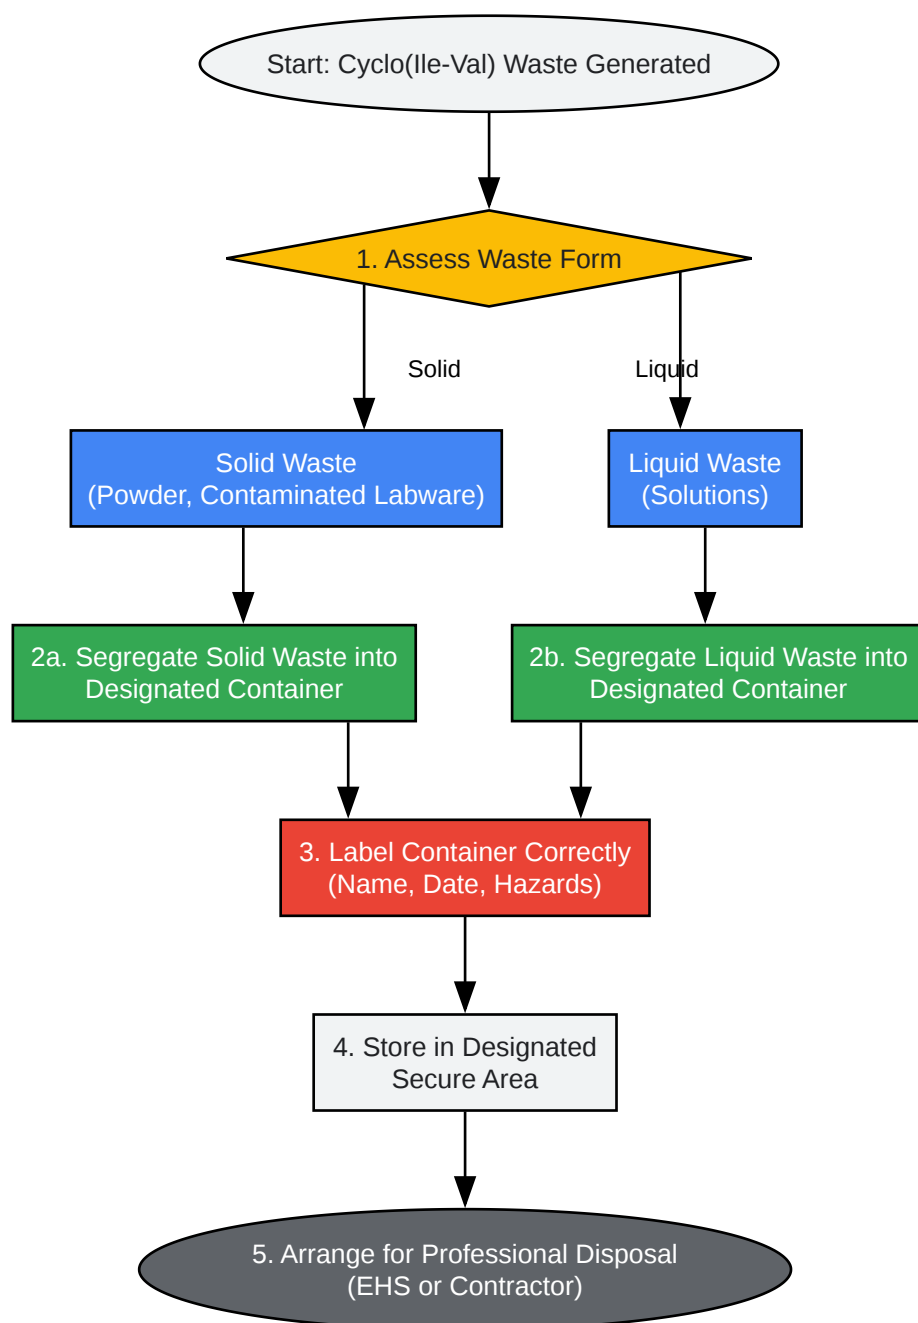 Start: Cyclo(Ile-Val) Waste Generated
1. Assess Waste Form
Solid
Liquid
Solid Waste
(Powder, Contaminated Labware)
Liquid Waste
(Solutions)
2a. Segregate Solid Waste into
Designated Container
2b. Segregate Liquid Waste into
Designated Container
3. Label Container Correctly
(Name, Date, Hazards)
4. Store in Designated
Secure Area
5. Arrange for Professional Disposal
(EHS or Contractor)